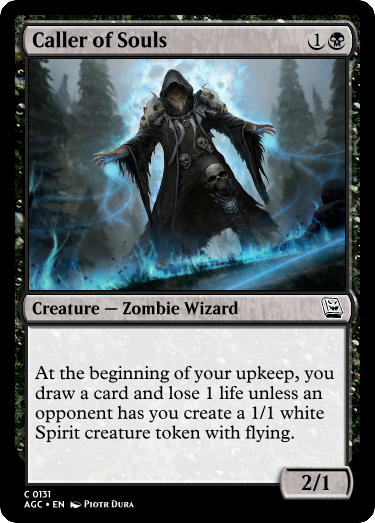 Caller of Souls 1
Creature — Zombie Wizard
At the beginning of your upkeep, you
draw a card and lose 1 life unless an
opponent has you create a 1/1 white
Spirit creature token with flying.
2/1
C 0131
AGC • EN Piotr Dura